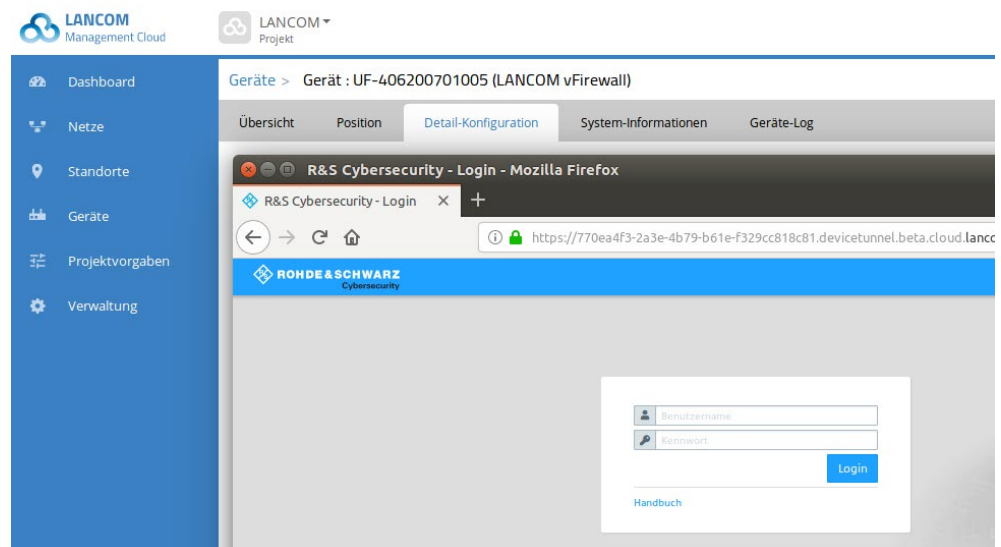 LANCOM
Management Cloud
LANCOM
Projekt
Dashboard
Netze
Standorte
Geräte
Projektvorgaben
Verwaltung
Geräte > Gerät : UF-406200701005 (LANCOM vFirewall)
Übersicht Position Detail-Konfiguration System-Informationen Geräte-Log
R&S Cybersecurity - Login - Mozilla Firefox
R&S Cybersecurity - Login
https://770ea4f3-2a3e-4b79-b61e-f329cc818c81.devicetunnel.beta.cloud.lanco
ROHDE&SCHWARZ
Cybersecurity
Benutzername
Kennwort
Login
Handbuch